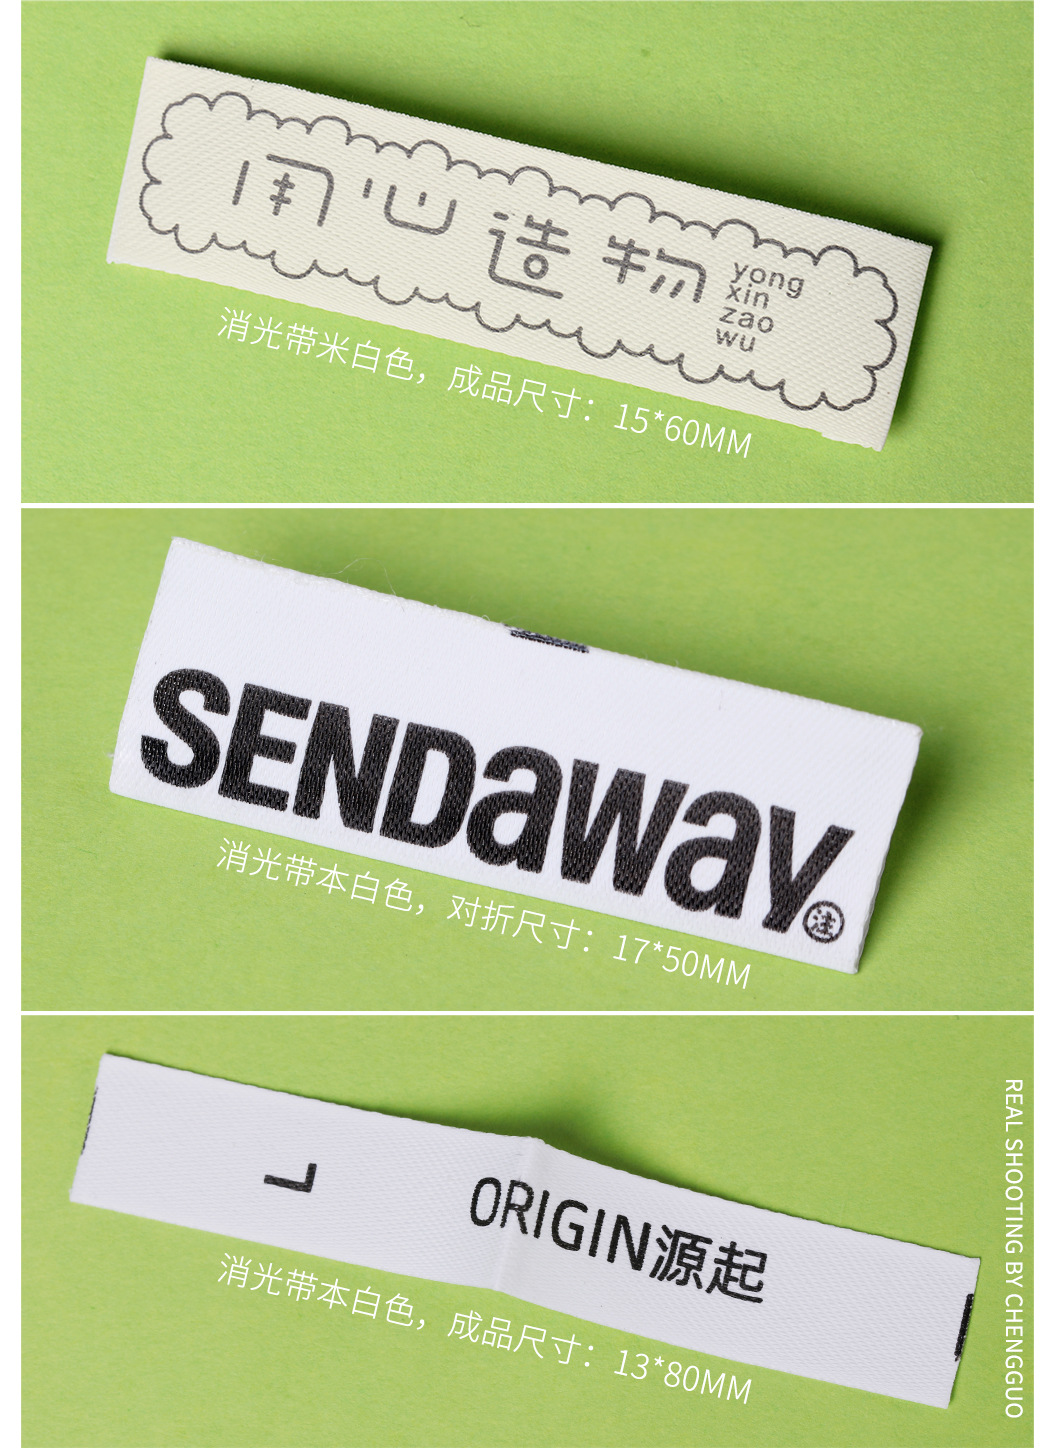 用心造物
yong
xin
zao
wu
消光带米白色，成品尺寸：15*60MM
SENDaWay
注
消光带本白色，对折尺寸：17*50MM
L
ORIGIN源起
消光带本白色，成品尺寸：13*80MM
REAL SHOOTING BY CHENGGUO